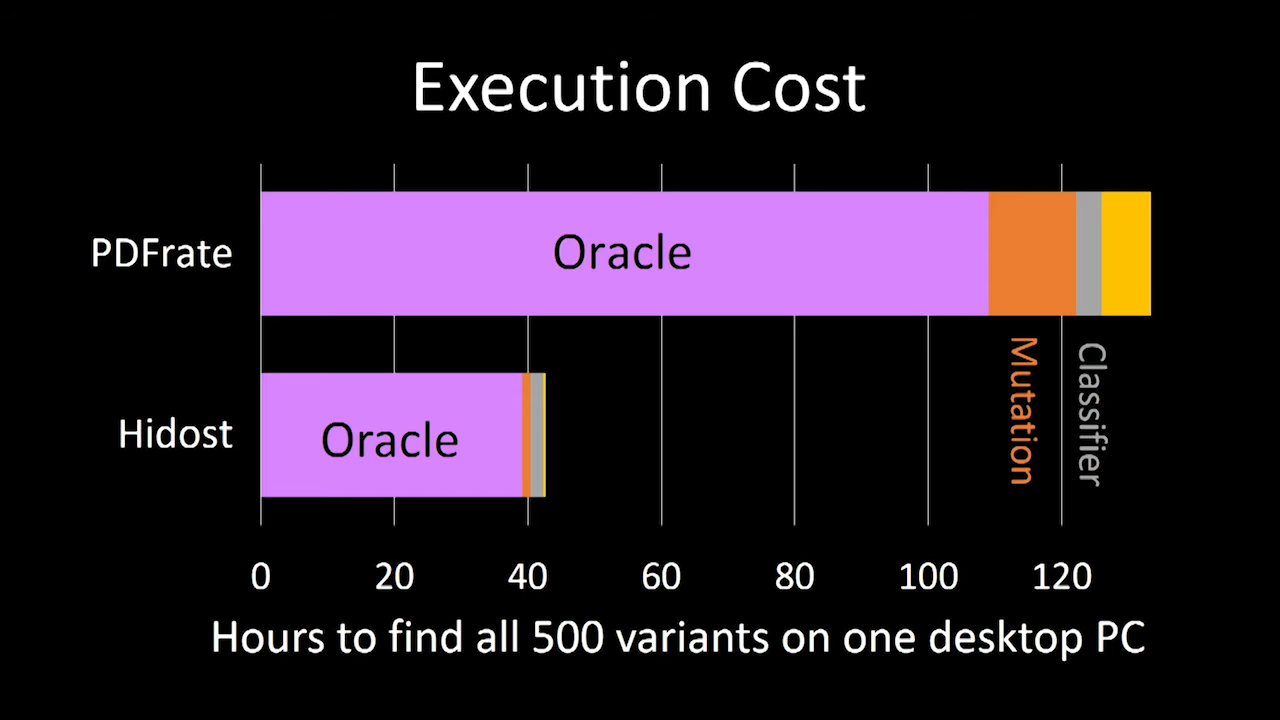 Execution Cost
PDFrate
Oracle
Mutation
Classifier
Hidost
Oracle
0 20 40 60 80 100 120
Hours to find all 500 variants on one desktop PC